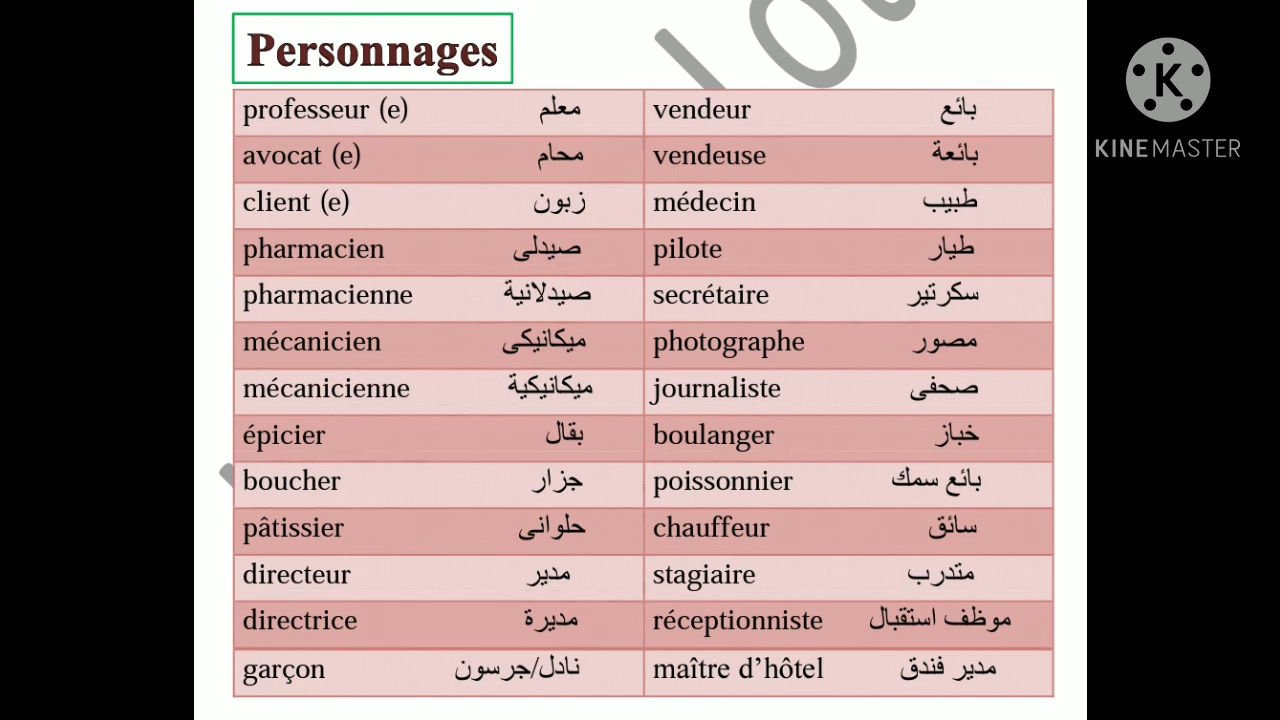 Personnages
professeur (e) معلم vendeur بائع
avocat (e) محام vendeuse بائعة
client (e) زبون médecin طبيب
pharmacien صيدلى pilote طيار
pharmacienne صيدلانية secrétaire سكرتير
mécanicien ميكانيكى photographe مصور
mécanicienne ميكانيكية journaliste صحفى
épicier بقال boulanger خباز
boucher جزار poissonnier بائع سمك
pâtissier حلوانى chauffeur سائق
directeur مدير stagiaire متدرب
directrice مديرة réceptionniste موظف استقبال
garçon نادل/جرسون maître d’hôtel مدير فندق
K
KINEMASTER